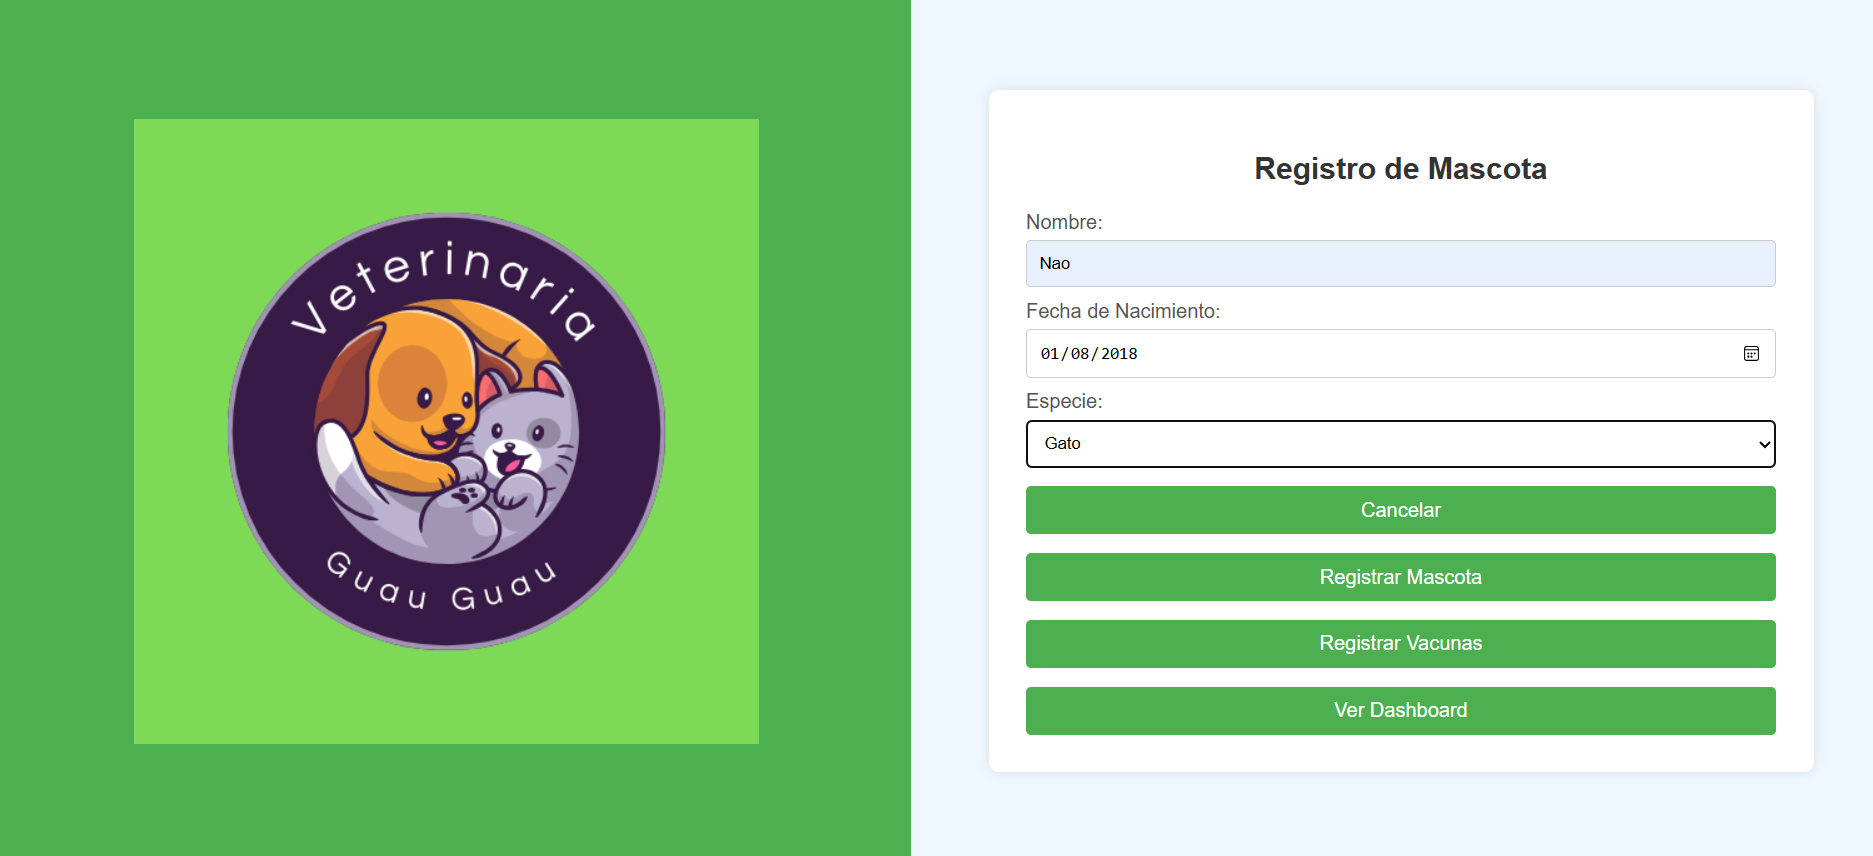 Veterinaria
Guau Guau
Registro de Mascota
Nombre:
Nao
Fecha de Nacimiento:
01/08/2018
Especie:
Gato
Cancelar
Registrar Mascota
Registrar Vacunas
Ver Dashboard